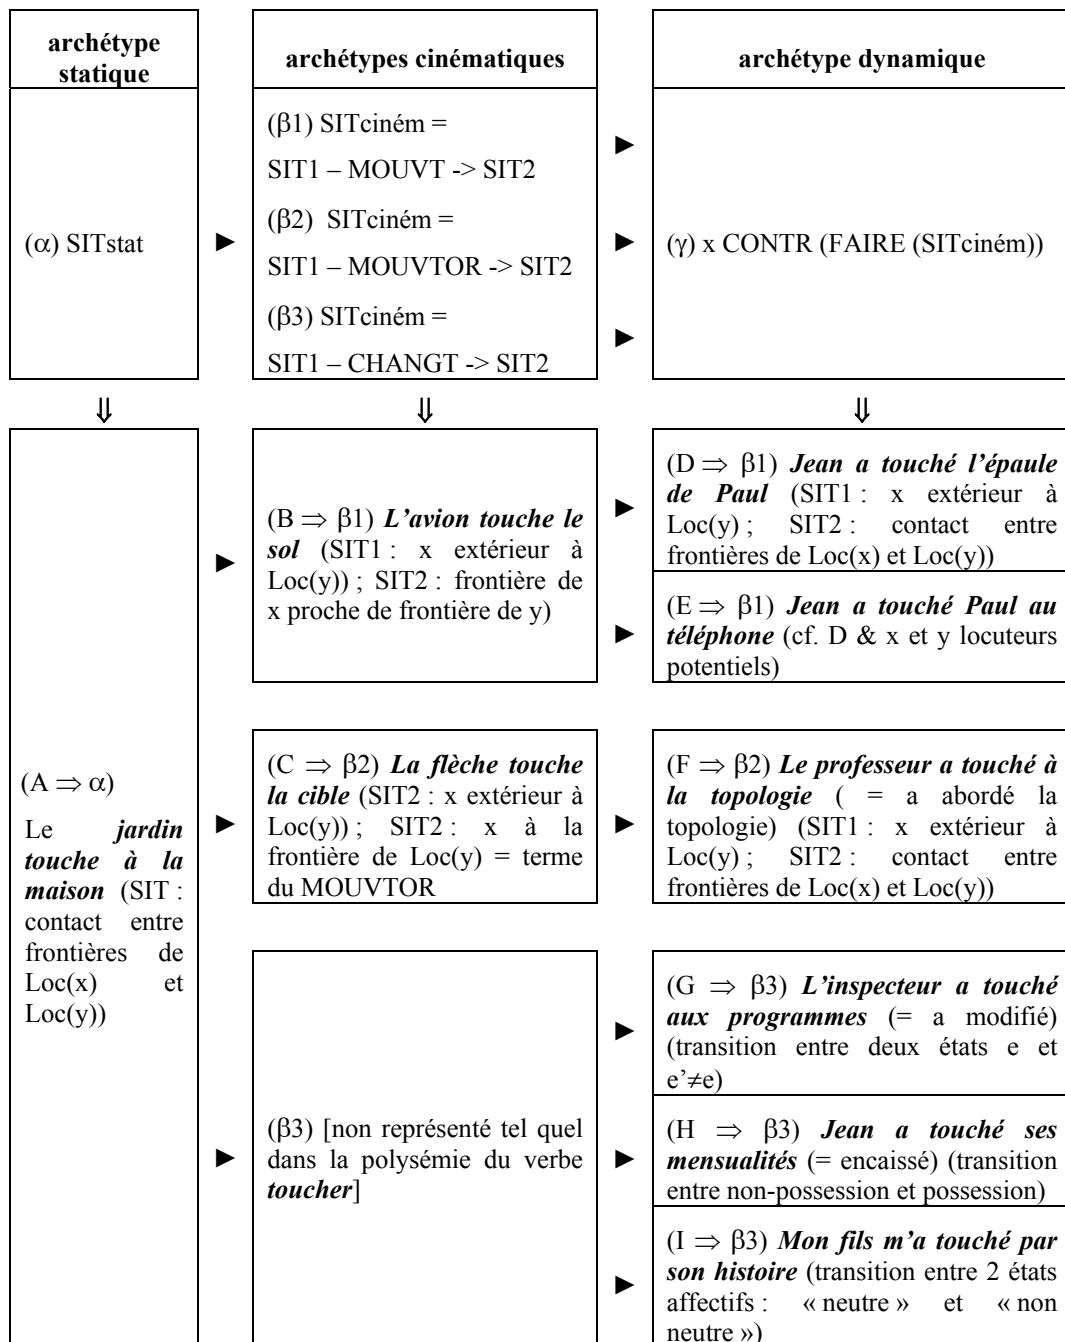 archétype
statique
archétypes cinématiques
archétype dynamique
(α) SITstat
►
(β1) SITciném =
SIT1 – MOUVT -> SIT2
(β2) SITciném =
SIT1 – MOUVTOR -> SIT2
(β3) SITciném =
SIT1 – CHANGT -> SIT2
►
►
►
(γ) x CONTR (FAIRE (SITciném))
⇓
⇓
⇓
(A ⇒ α)
Le jardin
touche à la
maison (SIT :
contact entre
frontières de
Loc(x) et
Loc(y))
►
(B ⇒ β1) L'avion touche le
sol (SIT1 : x extérieur à
Loc(y)) ; SIT2 : frontière de
x proche de frontière de y)
►
(D ⇒ β1) Jean a touché l'épaule
de Paul (SIT1 : x extérieur à
Loc(y) ; SIT2 : contact entre
frontières de Loc(x) et Loc(y))
►
(E ⇒ β1) Jean a touché Paul au
téléphone (cf. D & x et y locuteurs
potentiels)
►
(C ⇒ β2) La flèche touche
la cible (SIT2 : x extérieur à
Loc(y)) ; SIT2 : x à la
frontière de Loc(y) = terme
du MOUVTOR
►
(F ⇒ β2) Le professeur a touché à
la topologie ( = a abordé la
topologie) (SIT1 : x extérieur à
Loc(y) ; SIT2 : contact entre
frontières de Loc(x) et Loc(y))
►
(β3) [non représenté tel quel
dans la polysémie du verbe
toucher]
►
(G ⇒ β3) L'inspecteur a touché
aux programmes (= a modifié)
(transition entre deux états e et
e'≠e)
►
(H ⇒ β3) Jean a touché ses
mensualités (= encaissé) (transition
entre non-possession et possession)
►
(I ⇒ β3) Mon fils m'a touché par
son histoire (transition entre 2 états
affectifs : « neutre » et « non
neutre »)